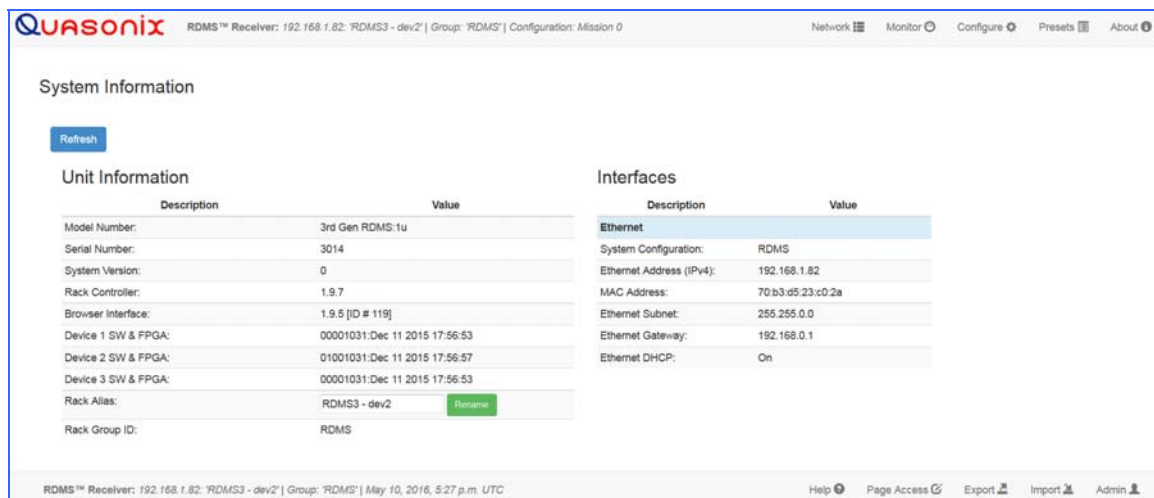 Quasonix RDMS™ Receiver: 192.168.1.82: 'RDMS3 - dev2' | Group: 'RDMS' | Configuration: Mission 0 Network Monitor Configure Presets About
System Information
Refresh
Unit Information
Description Value
Model Number: 3rd Gen RDMS:1u
Serial Number: 3014
System Version: 0
Rack Controller: 1.9.7
Browser Interface: 1.9.5 [ID # 119]
Device 1 SW & FPGA: 00001031:Dec 11 2015 17:56:53
Device 2 SW & FPGA: 01001031:Dec 11 2015 17:56:57
Device 3 SW & FPGA: 00001031:Dec 11 2015 17:56:53
Rack Alias: RDMS3 - dev2 Rename
Rack Group ID: RDMS
Interfaces
Description Value
Ethernet
System Configuration: RDMS
Ethernet Address (IPv4): 192.168.1.82
MAC Address: 70:b3:d5:23:c0:2a
Ethernet Subnet: 255.255.0.0
Ethernet Gateway: 192.168.0.1
Ethernet DHCP: On
RDMS™ Receiver: 192.168.1.82: 'RDMS3 - dev2' | Group: 'RDMS' | May 10, 2016, 5:27 p.m. UTC Help Page Access Export Import Admin